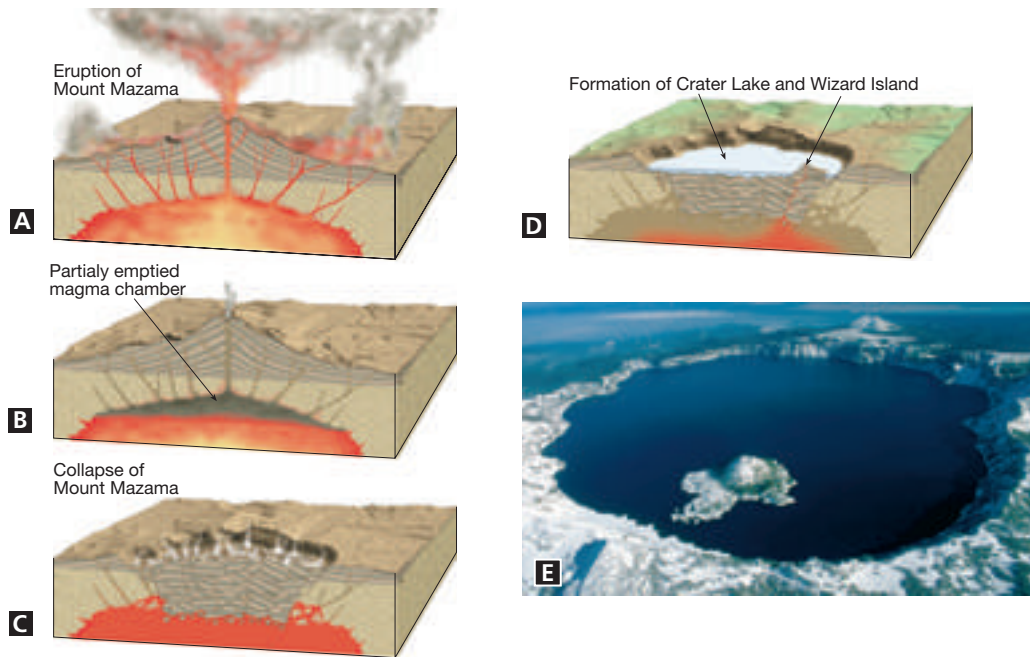 Eruption of
Mount Mazama
A
Partialy emptied
magma chamber
B
Collapse of
Mount Mazama
C
Formation of Crater Lake and Wizard Island
D
E